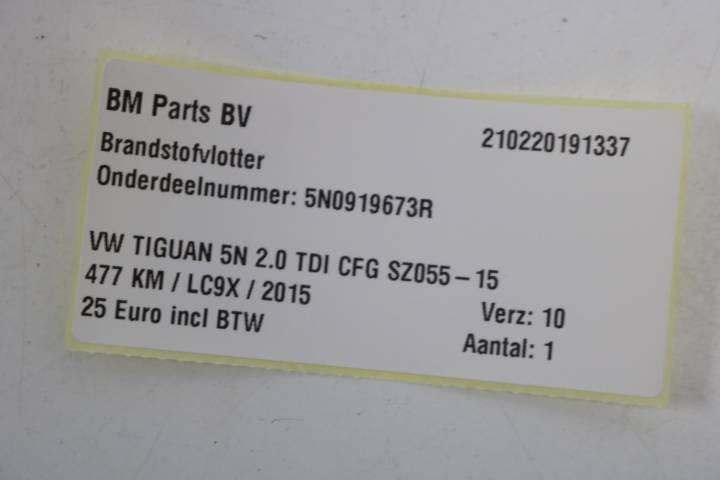 BM Parts BV
210220191337
Brandstofvlotter
Onderdeelnummer: 5N0919673R
VW TIGUAN 5N 2.0 TDI CFG SZ055-15
477 KM / LC9X / 2015
Verz: 10
25 Euro incl BTW
Aantal: 1